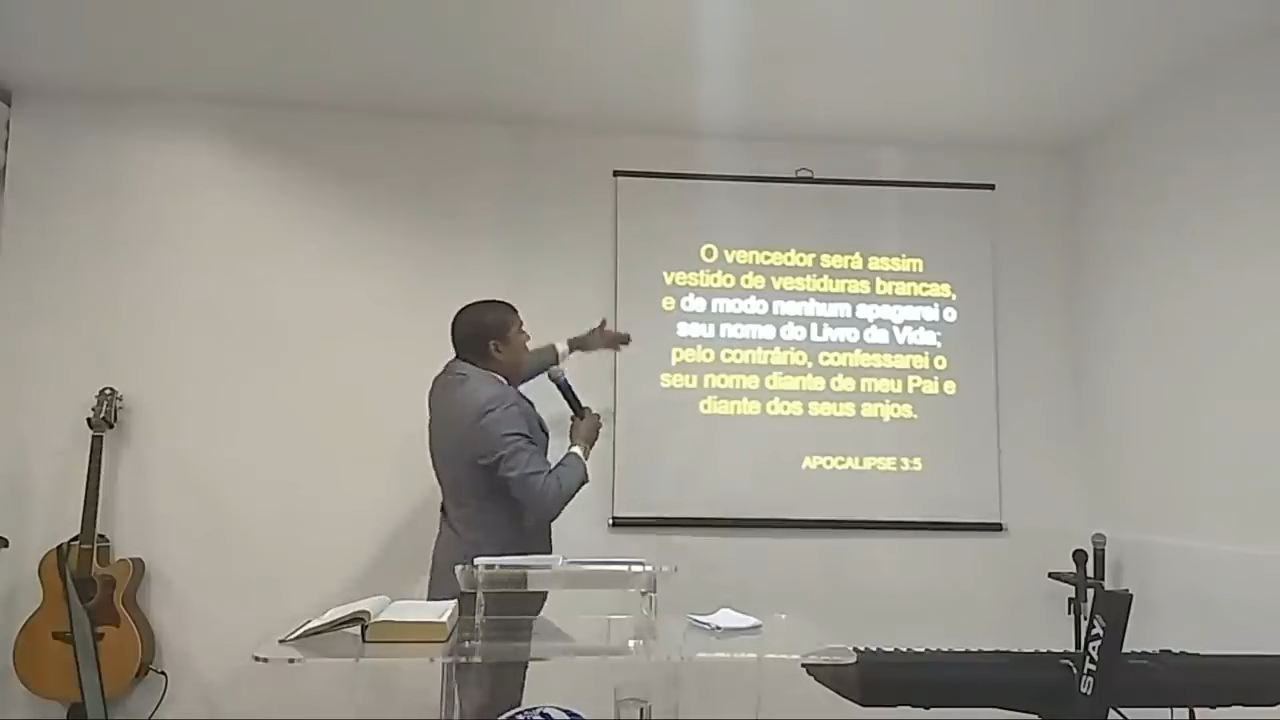 O vencedor será assim
vestido de vestiduras brancas,
e de modo nenhum apagarei o
seu nome do Livro da Vida;
pelo contrário, confessarei o
seu nome diante de meu Pai e
diante dos seus anjos.
APOCALIPSE 3:5
STAY